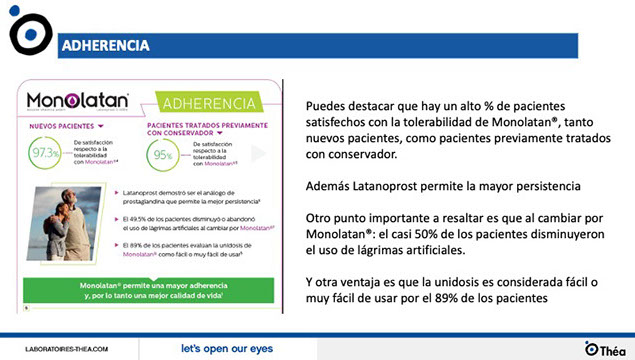 ADHERENCIA
Monolatan®
ADHERENCIA
NUEVOS PACIENTES
97.3%
De satisfacción
respecto a la
tolerabilidad
con Monolatan®
PACIENTES TRATADOS PREVIAMENTE
CON CONSERVADOR
95%
De satisfacción
respecto a la
tolerabilidad
con Monolatan®
Latanoprost demostró ser el análogo de
prostaglandina que permite la mejor persistencia
El 49.5% de los pacientes disminuyó o abandonó
el uso de lágrimas artificiales al cambiar por Monolatan®
El 89% de los pacientes evalúan la unidosis de
Monolatan® como fácil o muy fácil de usar
Monolatan® permite una mayor adherencia
y, por lo tanto una mejor calidad de vida
Puedes destacar que hay un alto % de pacientes
satisfechos con la tolerabilidad de Monolatan®, tanto
nuevos pacientes, como pacientes previamente tratados
con conservador.
Además Latanoprost permite la mayor persistencia
Otro punto importante a resaltar es que al cambiar por
Monolatan®: el casi 50% de los pacientes disminuyeron
el uso de lágrimas artificiales.
Y otra ventaja es que la unidosis es considerada fácil o
muy fácil de usar por el 89% de los pacientes
LABORATOIRES-THEA.COM
let's open our eyes
Théa